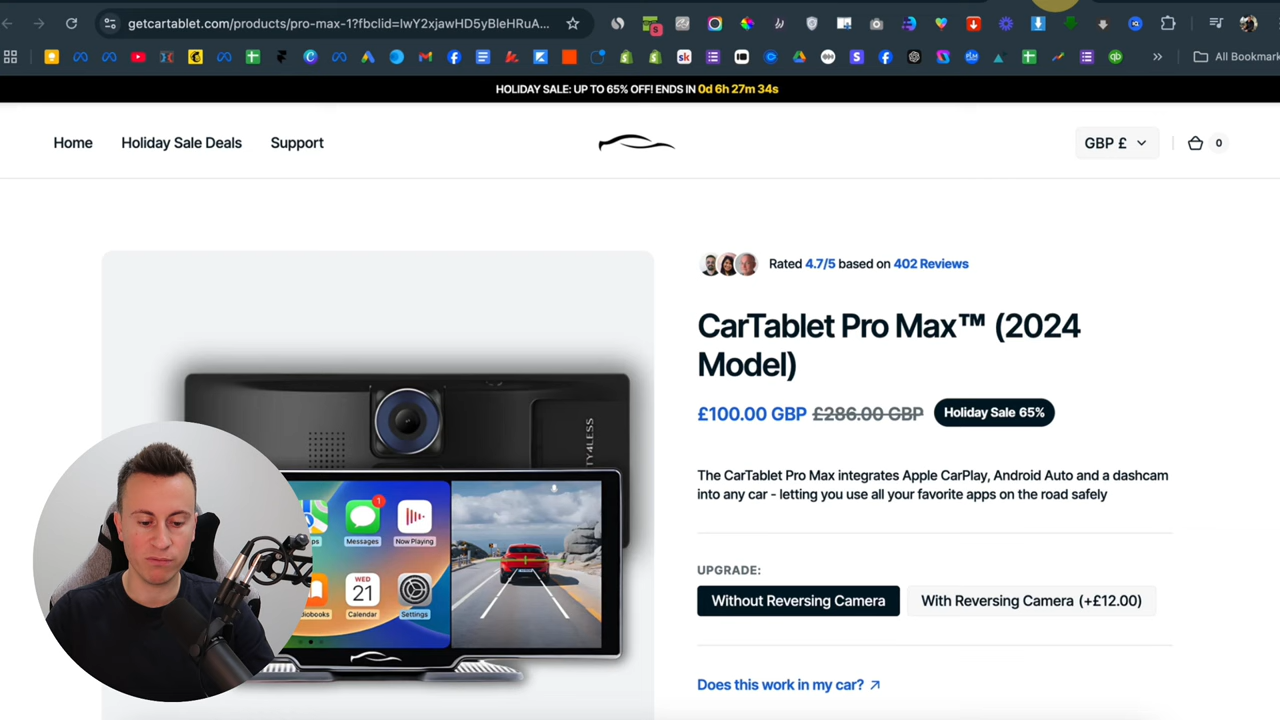 getcartablet.com/products/pro-max-1?fbclid=IwY2xjawHD5yBleHRuA...
All Bookmark
HOLIDAY SALE: UP TO 65% OFF! ENDS IN 0d 6h 27m 34s
Home
Holiday Sale Deals
Support
GBP £
0
Rated 4.7/5 based on 402 Reviews
CarTablet Pro Max™ (2024
Model)
£100.00 GBP £286.00 GBP Holiday Sale 65%
The CarTablet Pro Max integrates Apple CarPlay, Android Auto and a dashcam
into any car - letting you use all your favorite apps on the road safely
UPGRADE:
Without Reversing Camera
With Reversing Camera (+£12.00)
Does this work in my car?
Messages
Now Playing
WED
21
Calendar
Settings
1